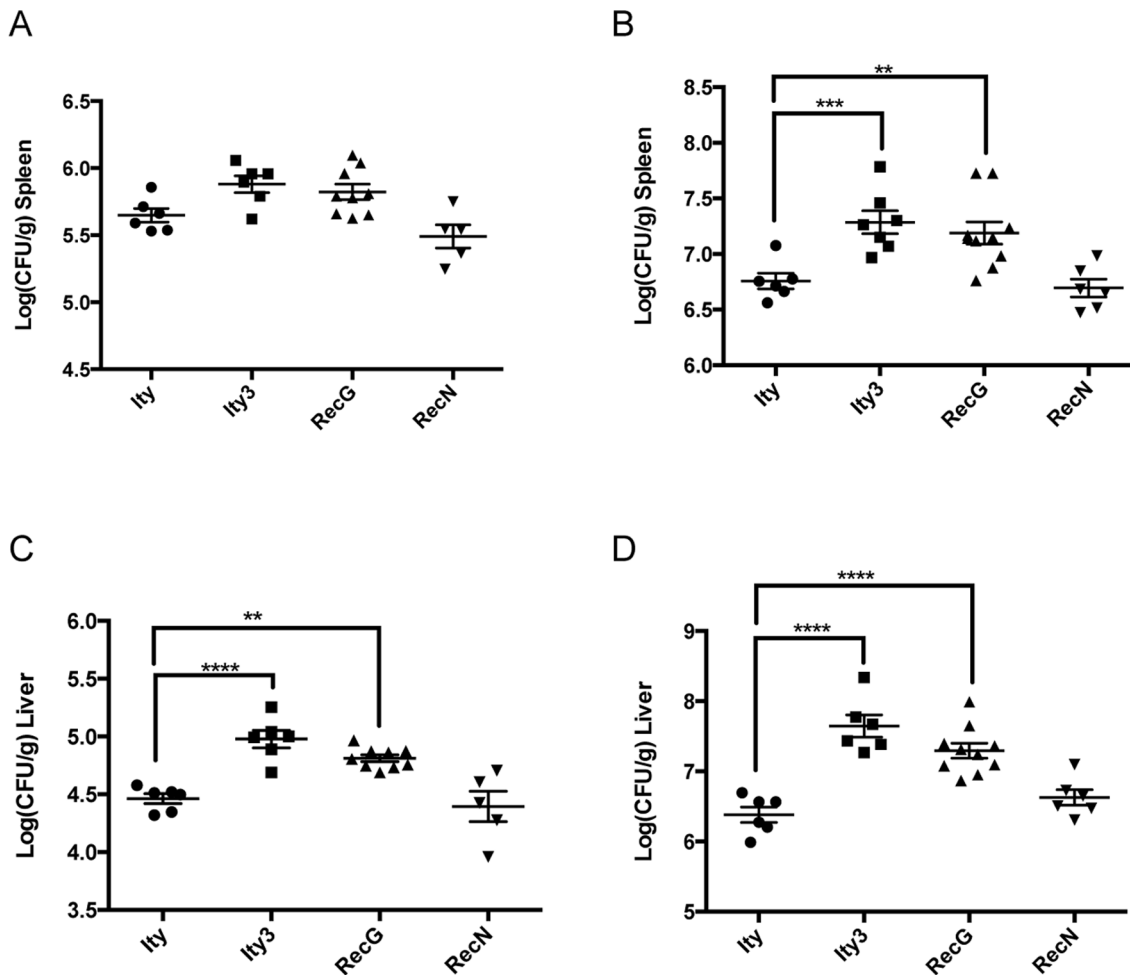 A
Log(CFU/g) Spleen
6.5
6.0
5.5
5.0
4.5
Ity
Ity3
RecG
RecN
B
Log(CFU/g) Spleen
8.5
8.0
7.5
7.0
6.5
6.0
**
***
Ity
Ity3
RecG
RecN
C
Log(CFU/g) Liver
6.0
5.5
5.0
4.5
4.0
3.5
**
****
Ity
Ity3
RecG
RecN
D
Log(CFU/g) Liver
9
8
7
6
5
****
****
Ity
Ity3
RecG
RecN